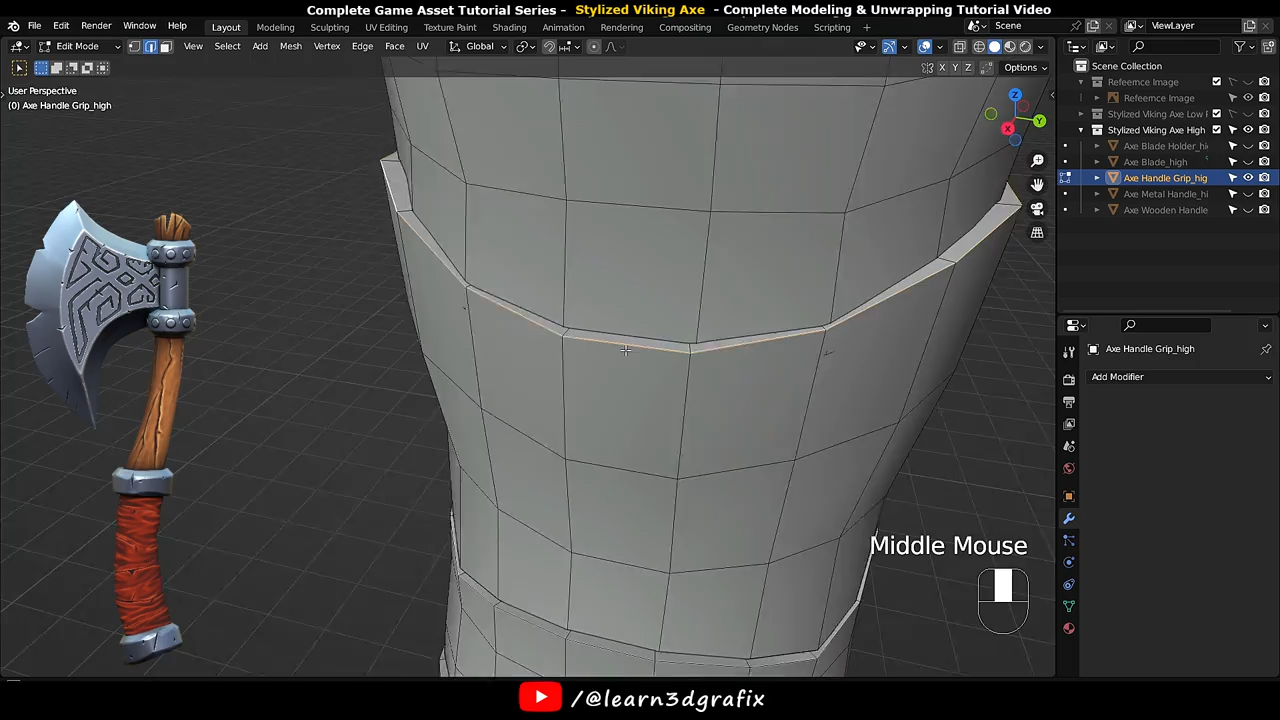 Complete Game Asset Tutorial Series - Stylized Viking Axe - Complete Modeling & Unwrapping Tutorial Video
File Edit Render Window Help Layout Modeling Sculpting UV Editing Texture Paint Shading Animation Rendering Compositing Geometry Nodes Scripting Scene ViewLayer
Edit Mode View Select Add Mesh Vertex Edge Face UV Global
X Y Z Options
User Perspective
(0) Axe Handle Grip_high
Scene Collection
Refeernce Image
Refeernce Image
Stylized Viking Axe Low
Stylized Viking Axe High
Axe Blade Holder_hi
Axe Blade_high
Axe Handle Grip_hig
Axe Metal Handle_hi
Axe Wooden Handle
Z
Y
X
Axe Handle Grip_high
Add Modifier
Middle Mouse
/@learn3dgrafix